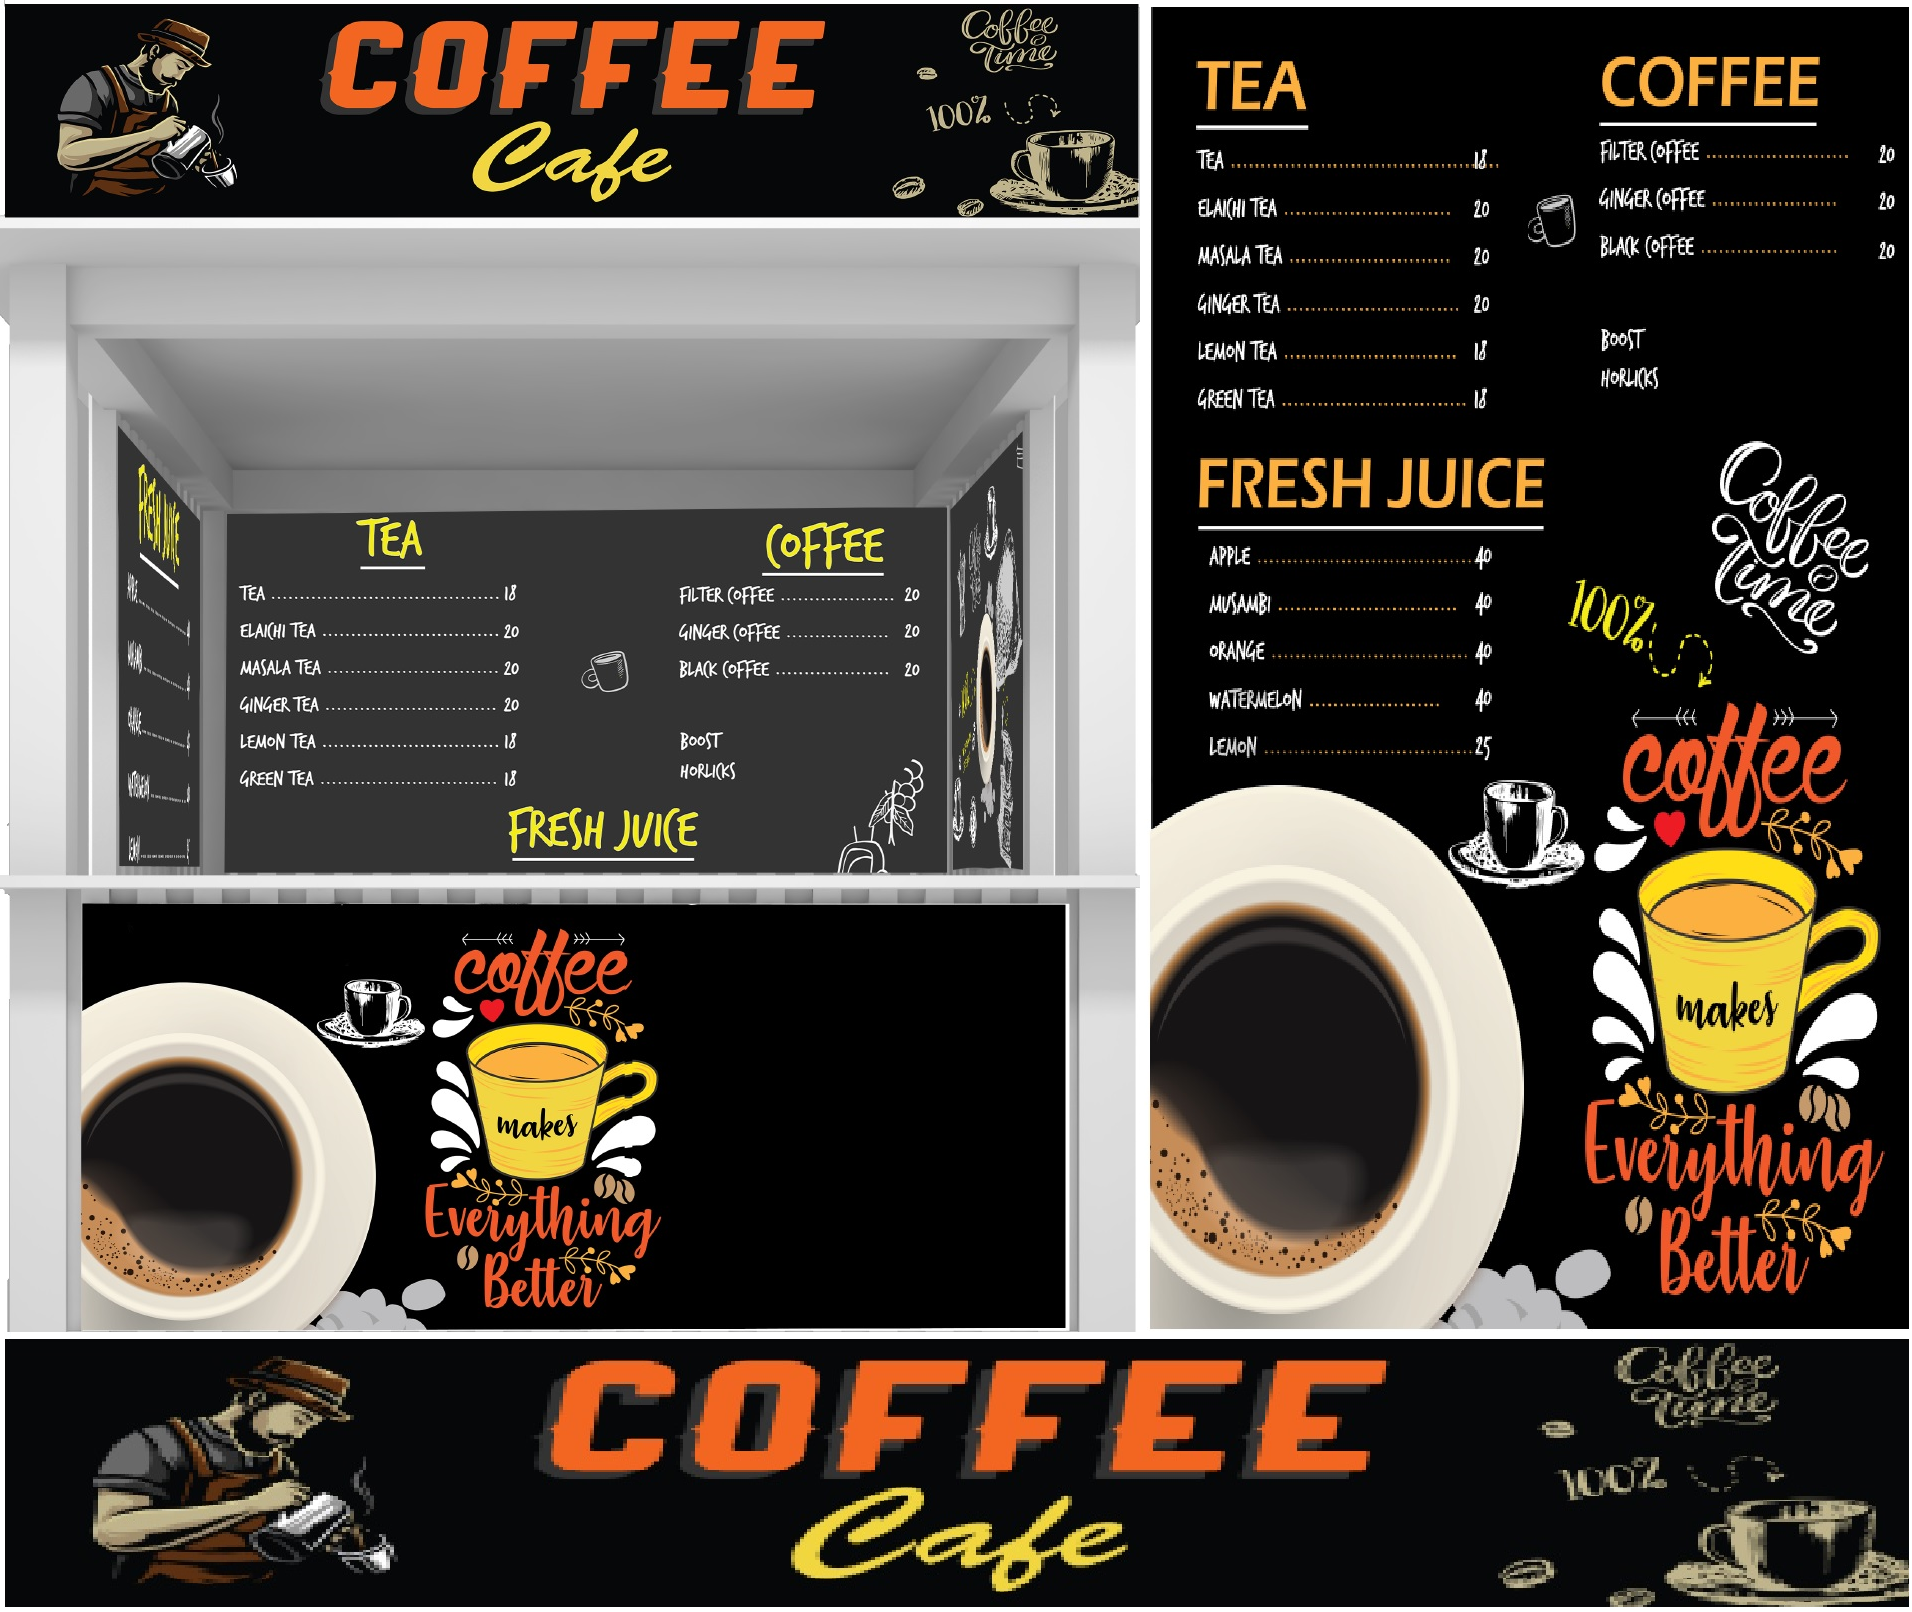 COFFEE
Cafe
Coffee
Time
100%
FRESH JUICE
TEA
TEA 18
ELAICHI TEA 20
MASALA TEA 20
GINGER TEA 20
LEMON TEA 18
GREEN TEA 18
COFFEE
FILTER COFFEE 20
GINGER COFFEE 20
BLACK COFFEE 20
BOOST
HORLICKS
FRESH JUICE
coffee
makes
Everything
Better
TEA
TEA 18
ELAICHI TEA 20
MASALA TEA 20
GINGER TEA 20
LEMON TEA 18
GREEN TEA 18
COFFEE
FILTER COFFEE 20
GINGER COFFEE 20
BLACK COFFEE 20
BOOST
HORLICKS
FRESH JUICE
APPLE 40
MUSAMBI 40
ORANGE 40
WATERMELON 40
LEMON 25
Coffee
Time
100%
coffee
makes
Everything
Better
COFFEE
Cafe
Coffee
Time
100%